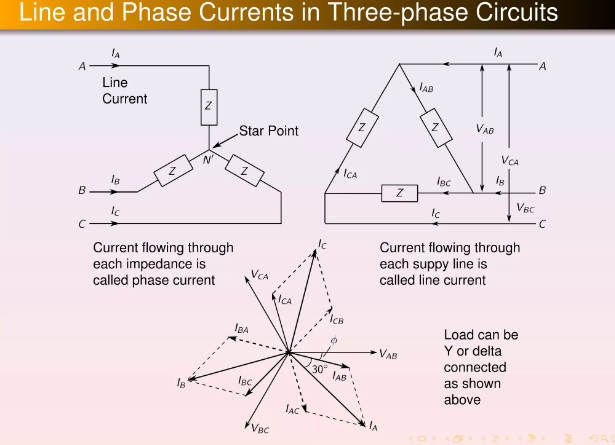 Line and Phase Currents in Three-phase Circuits
A
I_A
Line
Current
Z
Star Point
N'
Z
Z
B
I_B
C
I_C
I_A
A
I_AB
Z
Z
V_AB
V_CA
I_CA
I_BC
I_B
B
Z
V_BC
I_C
C
Current flowing through
each impedance is
called phase current
Current flowing through
each suppy line is
called line current
I_C
V_CA
I_CA
I_CB
I_BA
ϕ
V_AB
30°
I_AB
I_B
I_BC
I_AC
I_A
V_BC
Load can be
Y or delta
connected
as shown
above